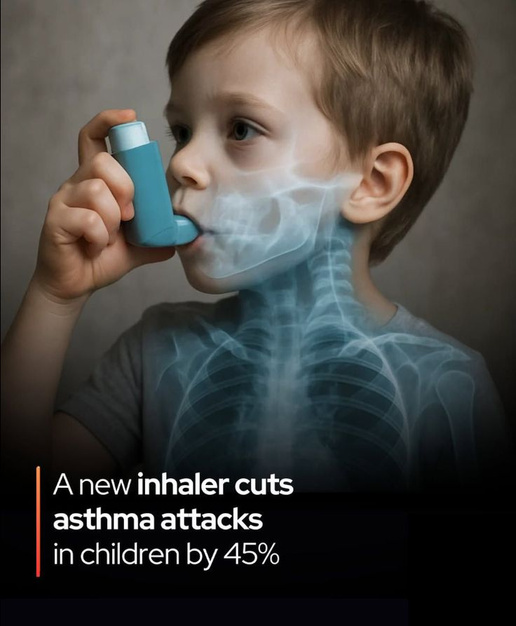 A new inhaler cuts
asthma attacks
in children by 45%